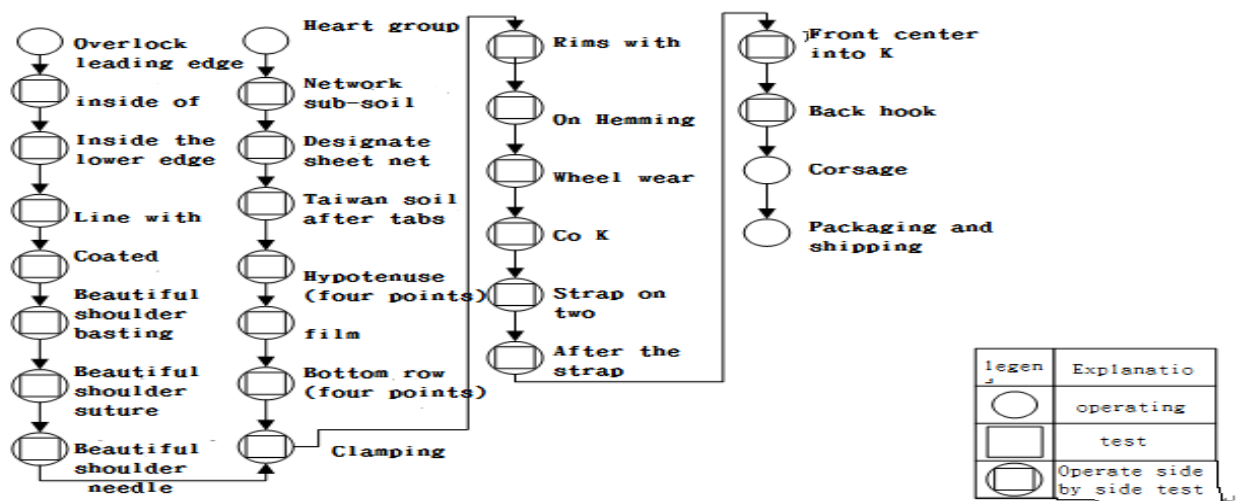 Overlock
leading edge
inside of
Inside the
lower edge
Line with
Coated
Beautiful
shoulder
basting
Beautiful
shoulder
suture
Beautiful
shoulder
needle
Heart group
Network
sub-soil
Designate
sheet net
Taiwan soil
after tabs
Hypotenuse
(four points)
film
Bottom row
(four points)
Clamping
Rims with
On Hemming
Wheel wear
Co K
Strap on
two
After the
strap
Front center
into K
Back hook
Corsage
Packaging and
shipping
legen
Explanatio
operating
test
Operate side
by side test